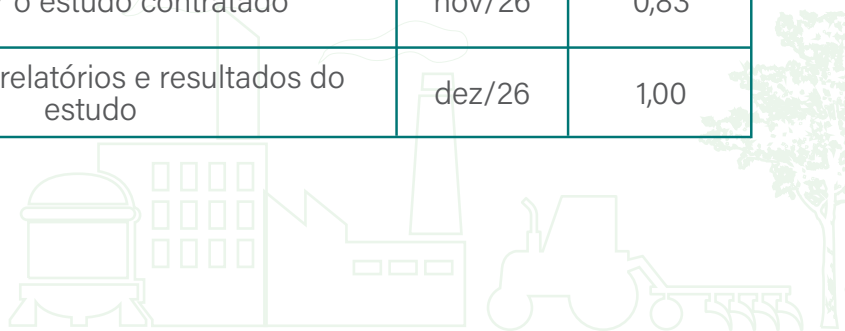 o estudo contratado nov/26 0,83
relatórios e resultados do
estudo dez/26 1,00